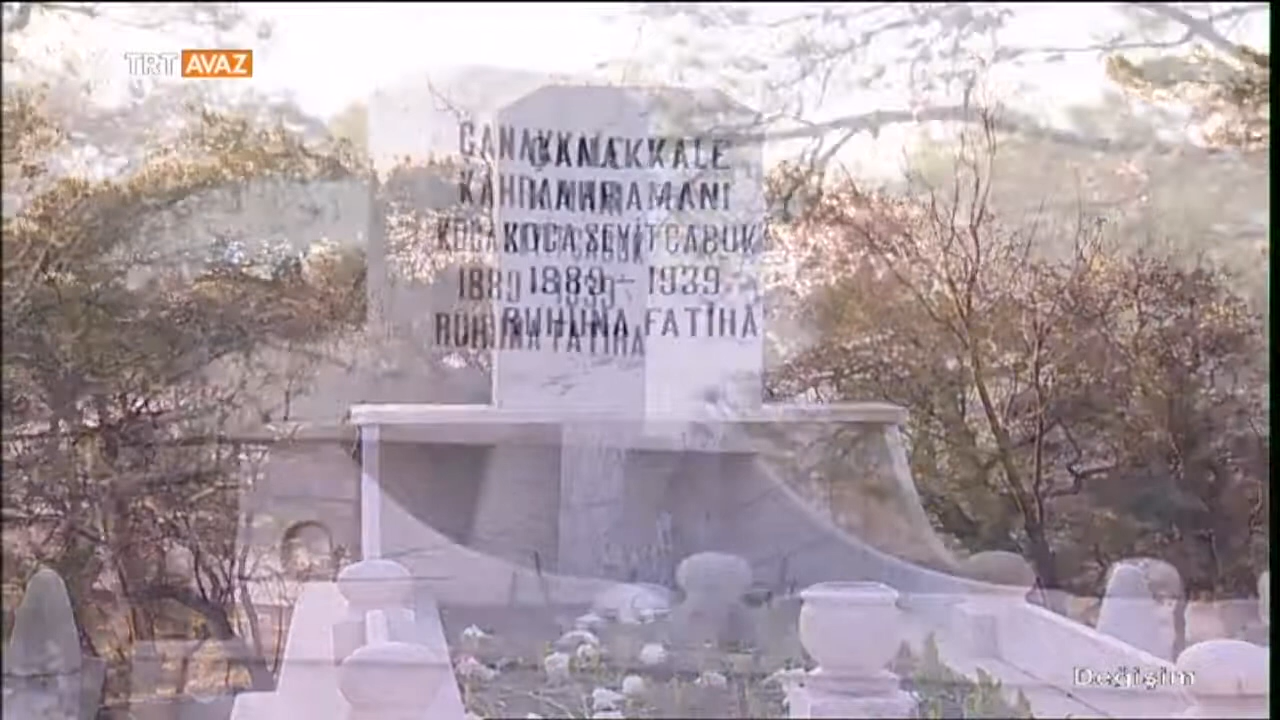 TRT AVAZ
ÇANAKKALE
KAHRAMANI
KOCA SEYİT ÇABUK
1889 – 1939
RUHUNA FATİHA
Değişim